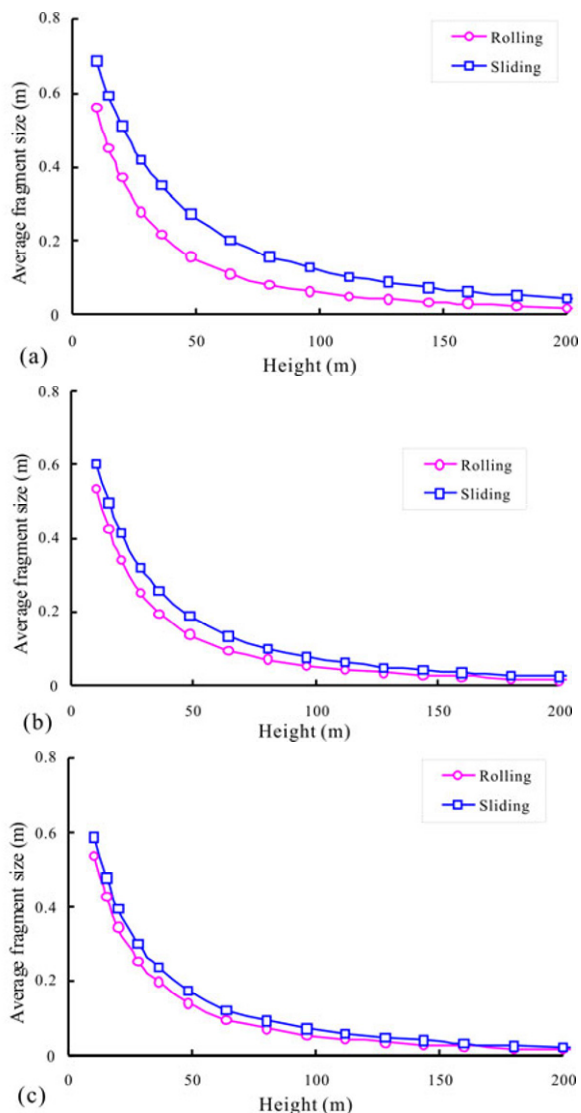 0.8
Rolling
Sliding
0.6
0.4
0.2
0
Average fragment size (m)
0 50 100 150 200
(a)
Height (m)
0.8
Rolling
Sliding
0.6
0.4
0.2
0
Average fragment size (m)
0 50 100 150 200
(b)
Height (m)
0.8
Rolling
Sliding
0.6
0.4
0.2
0
Average fragment size (m)
0 50 100 150 200
(c)
Height (m)